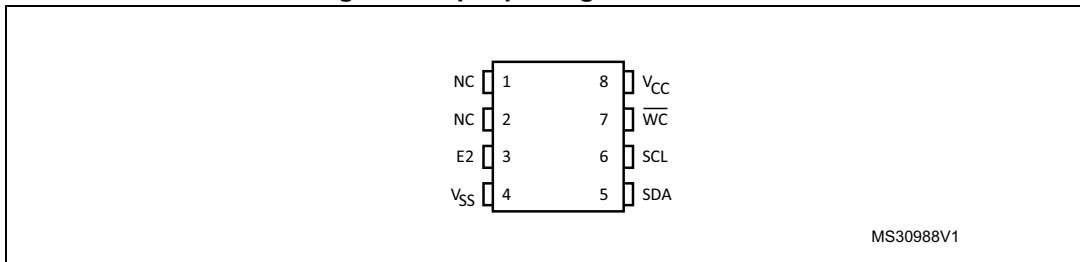 NC 1 8 VCC
NC 2 7 WC
E2 3 6 SCL
VSS 4 5 SDA
MS30988V1